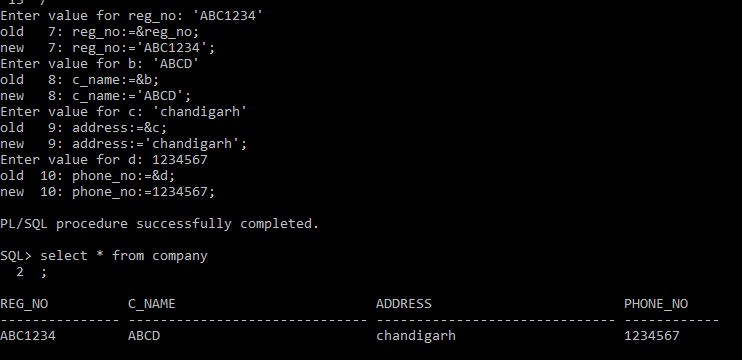 Enter value for reg_no: 'ABC1234'
old   7: reg_no:=&reg_no;
new   7: reg_no:='ABC1234';
Enter value for b: 'ABCD'
old   8: c_name:=&b;
new   8: c_name:='ABCD';
Enter value for c: 'chandigarh'
old   9: address:=&c;
new   9: address:='chandigarh';
Enter value for d: 1234567
old  10: phone_no:=&d;
new  10: phone_no:=1234567;
PL/SQL procedure successfully completed.
SQL> select * from company
  2  ;
REG_NO          C_NAME                         ADDRESS                        PHONE_NO
--------------- ------------------------------ ------------------------------ ------------
ABC1234         ABCD                           chandigarh                     1234567